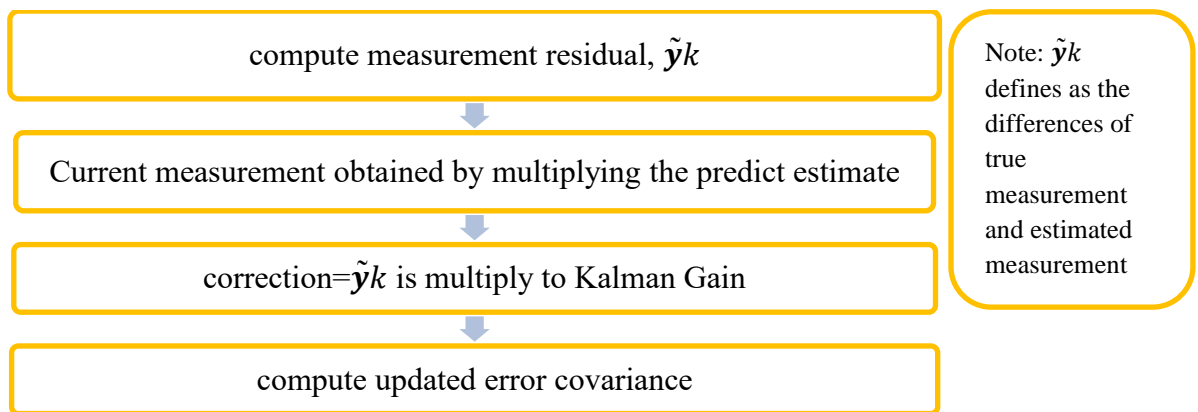 compute measurement residual, ỹk
Current measurement obtained by multiplying the predict estimate
correction=ỹk is multiply to Kalman Gain
compute updated error covariance
Note: ỹk
defines as the
differences of
true
measurement
and estimated
measurement